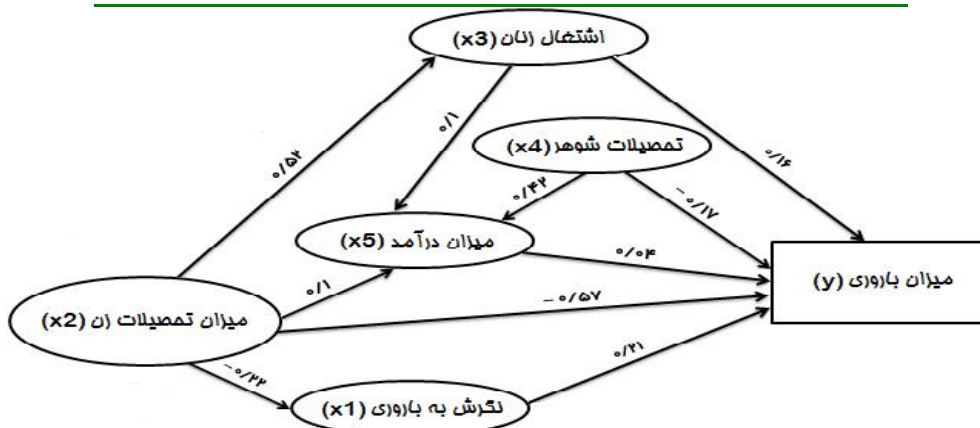 اشتغال زنان (x3)
۰/۵۲
۰/۱
تحصیلات شوهر (x4)
۰/۱۶
۰/۴۲
−۰/۱۷
میزان درآمد (x5)
۰/۰۴
میزان باروری (y)
۰/۱
−۰/۵۷
میزان تحصیلات زن (x2)
−۰/۲۲
۰/۲۱
نگرش به باروری (x1)